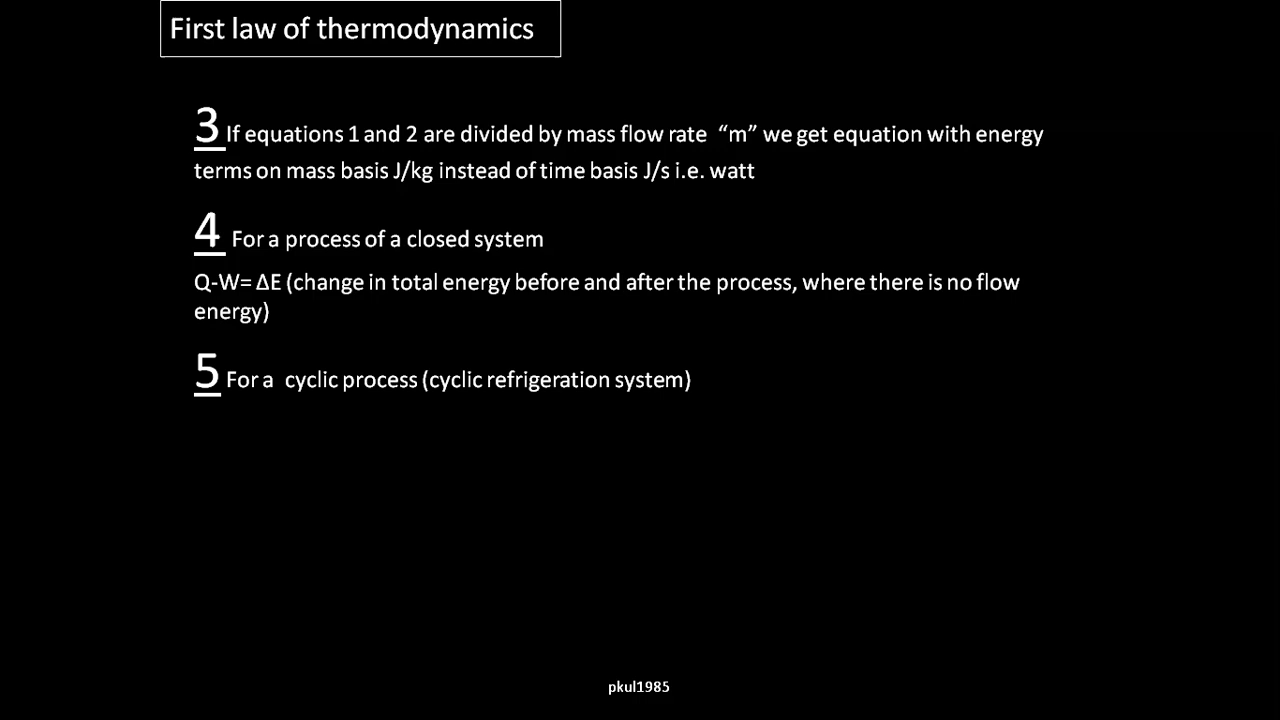 First law of thermodynamics
3 If equations 1 and 2 are divided by mass flow rate “m” we get equation with energy
terms on mass basis J/kg instead of time basis J/s i.e. watt
4 For a process of a closed system
Q-W= ΔE (change in total energy before and after the process, where there is no flow
energy)
5 For a cyclic process (cyclic refrigeration system)
pkul1985